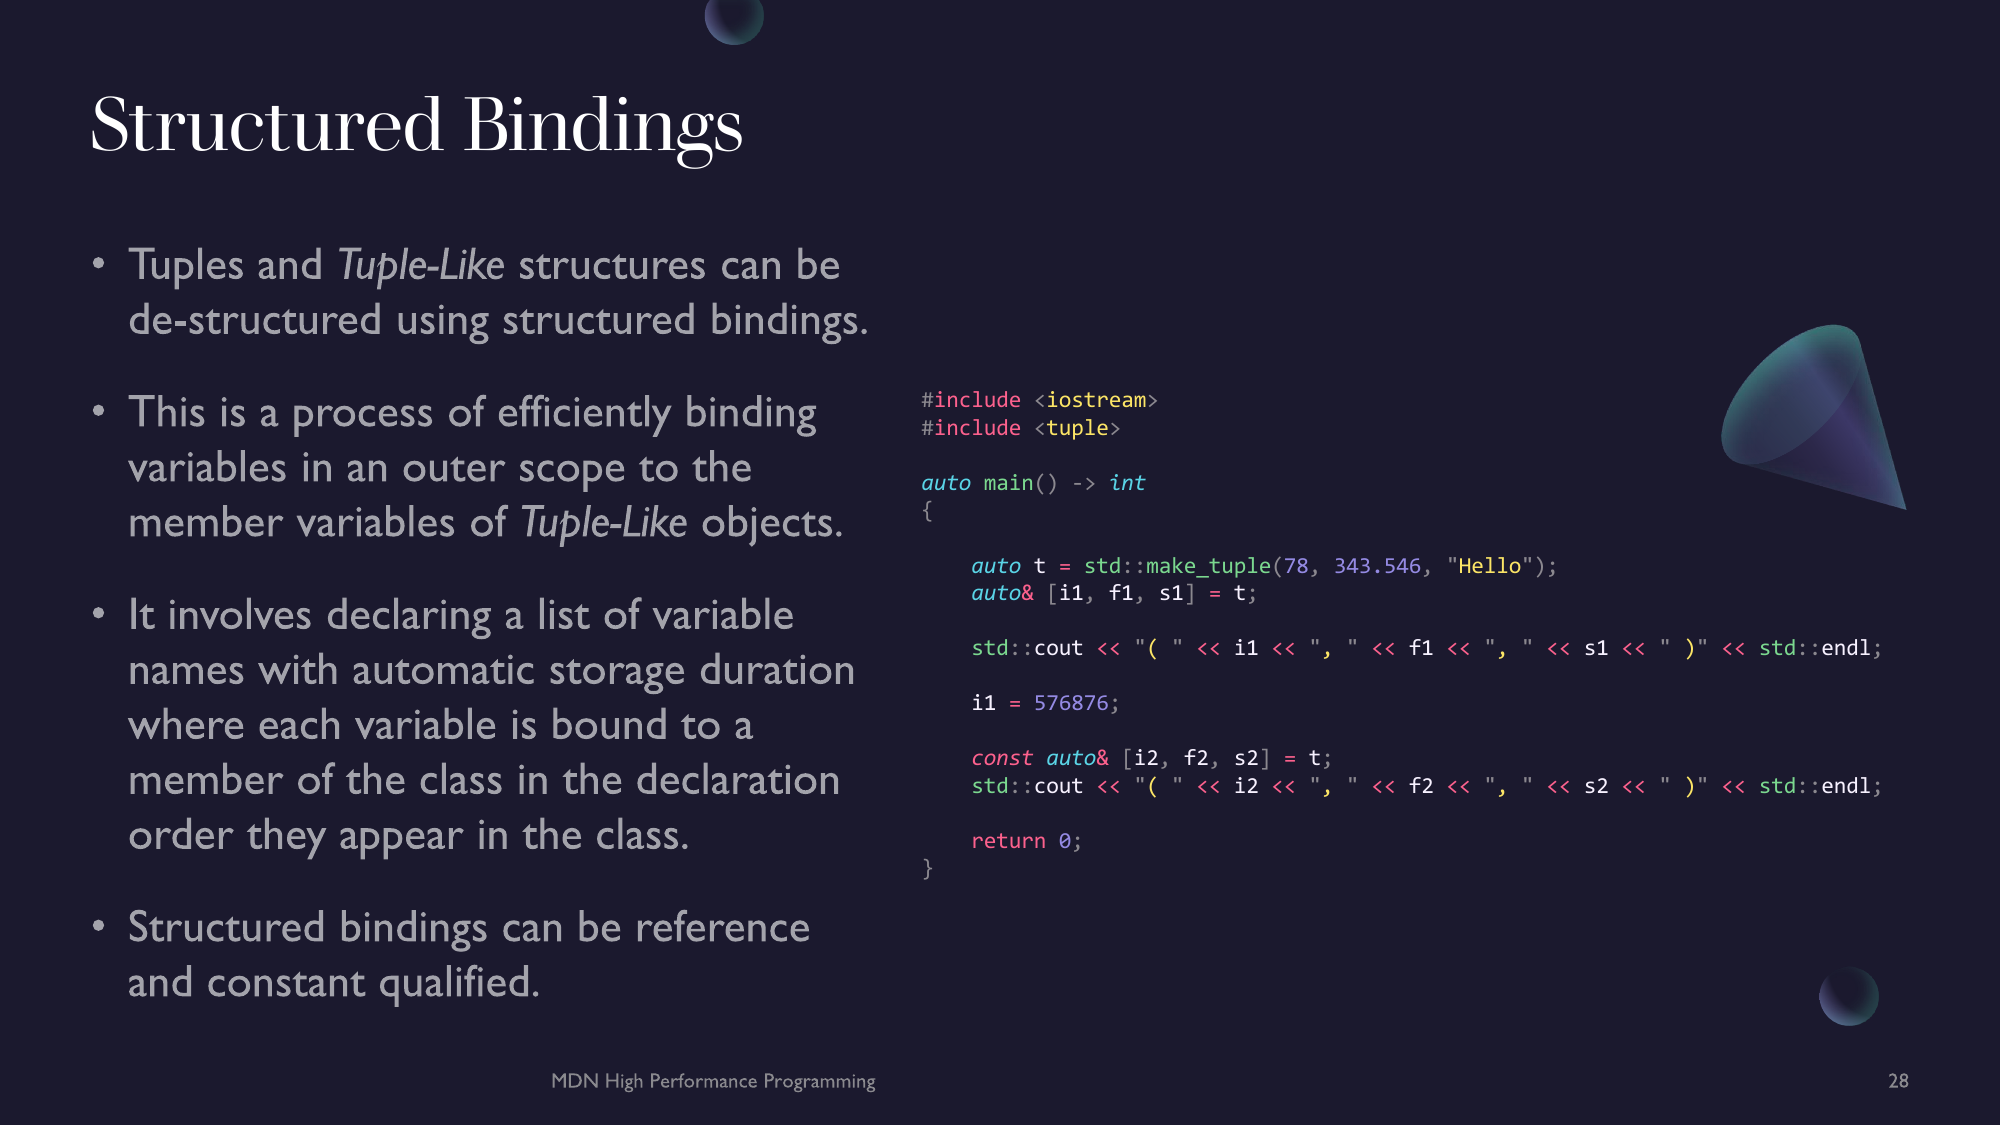 Structured Bindings
• Tuples and Tuple-Like structures can be
de-structured using structured bindings.
• This is a process of efficiently binding
variables in an outer scope to the
member variables of Tuple-Like objects.
• It involves declaring a list of variable
names with automatic storage duration
where each variable is bound to a
member of the class in the declaration
order they appear in the class.
• Structured bindings can be reference
and constant qualified.
#include <iostream>
#include <tuple>
auto main() -> int
{
    auto t = std::make_tuple(78, 343.546, "Hello");
    auto& [i1, f1, s1] = t;
    std::cout << "( " << i1 << ", " << f1 << ", " << s1 << " )" << std::endl;
    i1 = 576876;
    const auto& [i2, f2, s2] = t;
    std::cout << "( " << i2 << ", " << f2 << ", " << s2 << " )" << std::endl;
    return 0;
}
MDN High Performance Programming
28